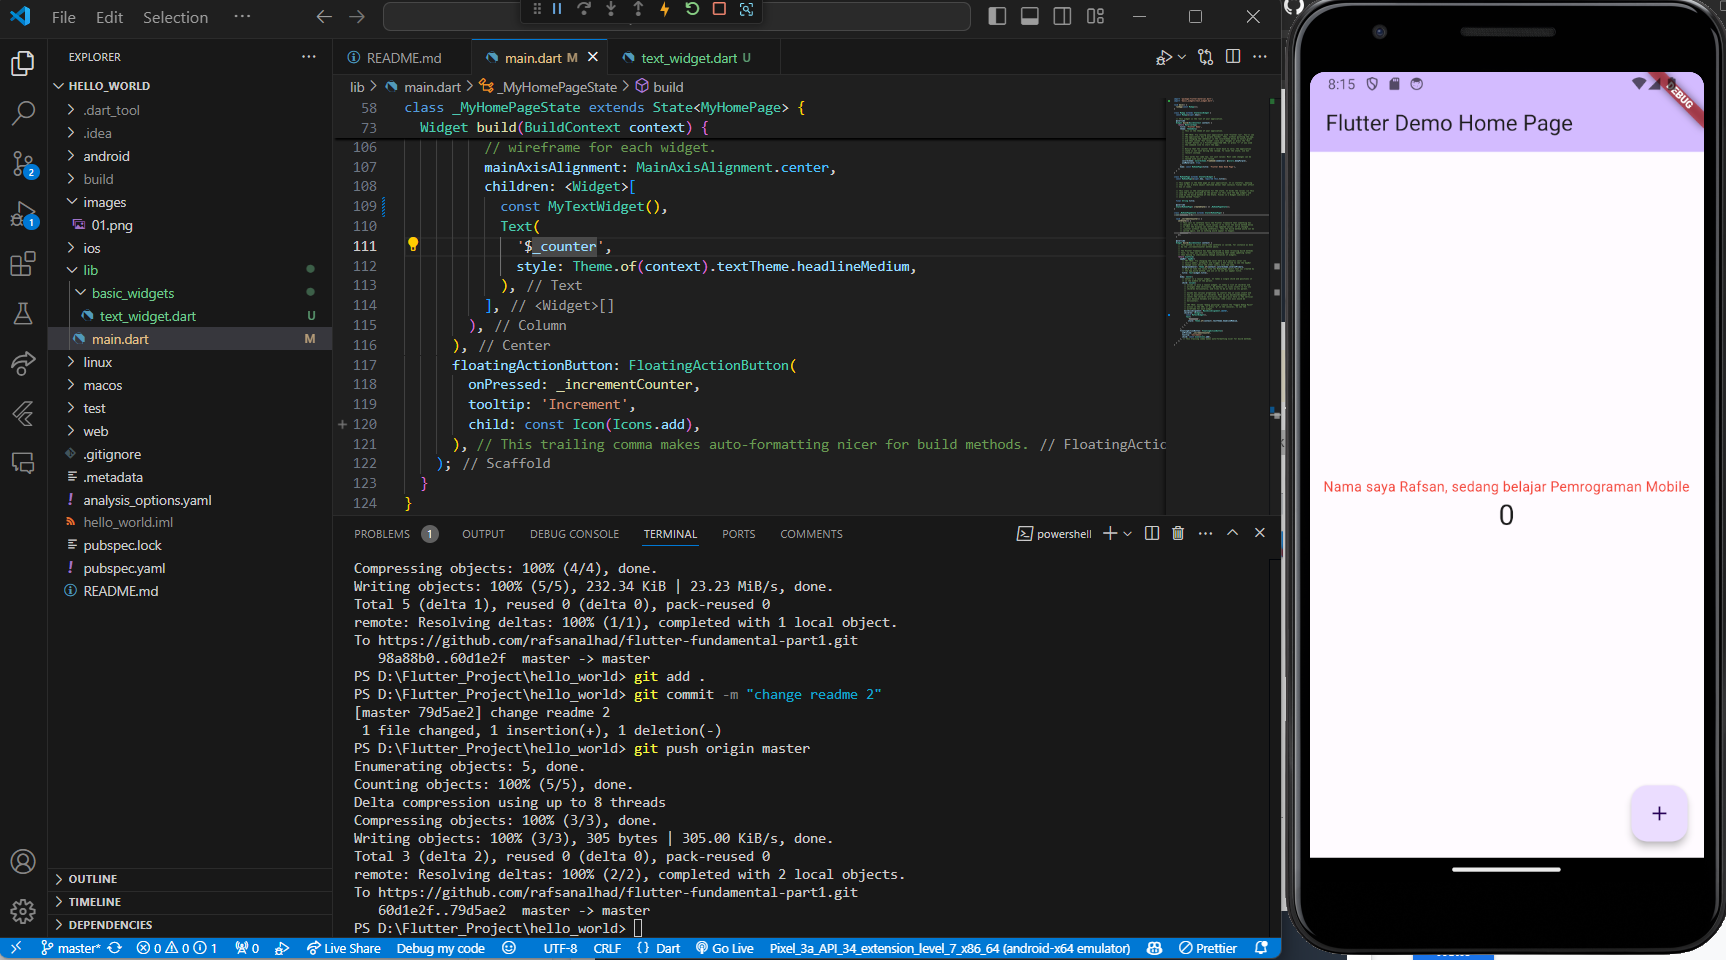 File Edit Selection ···
EXPLORER ···
HELLO_WORLD
.dart_tool
.idea
android
build
images
01.png
ios
lib
basic_widgets
text_widget.dart U
main.dart M
linux
macos
test
web
.gitignore
.metadata
! analysis_options.yaml
hello_world.iml
pubspec.lock
! pubspec.yaml
README.md
OUTLINE
TIMELINE
DEPENDENCIES
2
1
README.md main.dart M text_widget.dart U ···
lib > main.dart > _MyHomePageState > build
58 class _MyHomePageState extends State<MyHomePage> {
73 Widget build(BuildContext context) {
106 // wireframe for each widget.
107 mainAxisAlignment: MainAxisAlignment.center,
108 children: <Widget>[
109 const MyTextWidget(),
110 Text(
111 '$_counter',
112 style: Theme.of(context).textTheme.headlineMedium,
113 ), // Text
114 ], // <Widget>[]
115 ), // Column
116 ), // Center
117 floatingActionButton: FloatingActionButton(
118 onPressed: _incrementCounter,
119 tooltip: 'Increment',
120 child: const Icon(Icons.add),
121 ), // This trailing comma makes auto-formatting nicer for build methods. // FloatingActic
122 ); // Scaffold
123 }
124 }
PROBLEMS 1 OUTPUT DEBUG CONSOLE TERMINAL PORTS COMMENTS powershell ···
Compressing objects: 100% (4/4), done.
Writing objects: 100% (5/5), 232.34 KiB | 23.23 MiB/s, done.
Total 5 (delta 1), reused 0 (delta 0), pack-reused 0
remote: Resolving deltas: 100% (1/1), completed with 1 local object.
To https://github.com/rafsanalhad/flutter-fundamental-part1.git
98a88b0..60d1e2f master -> master
PS D:\Flutter_Project\hello_world> git add .
PS D:\Flutter_Project\hello_world> git commit -m "change readme 2"
[master 79d5ae2] change readme 2
1 file changed, 1 insertion(+), 1 deletion(-)
PS D:\Flutter_Project\hello_world> git push origin master
Enumerating objects: 5, done.
Counting objects: 100% (5/5), done.
Delta compression using up to 8 threads
Compressing objects: 100% (3/3), done.
Writing objects: 100% (3/3), 305 bytes | 305.00 KiB/s, done.
Total 3 (delta 2), reused 0 (delta 0), pack-reused 0
remote: Resolving deltas: 100% (2/2), completed with 2 local objects.
To https://github.com/rafsanalhad/flutter-fundamental-part1.git
60d1e2f..79d5ae2 master -> master
PS D:\Flutter_Project\hello_world>
master* 0 0 1 0 Live Share Debug my code UTF-8 CRLF {} Dart Go Live Pixel_3a_API_34_extension_level_7_x86_64 (android-x64 emulator) Prettier
8:15
Flutter Demo Home Page
Nama saya Rafsan, sedang belajar Pemrograman Mobile
0
+